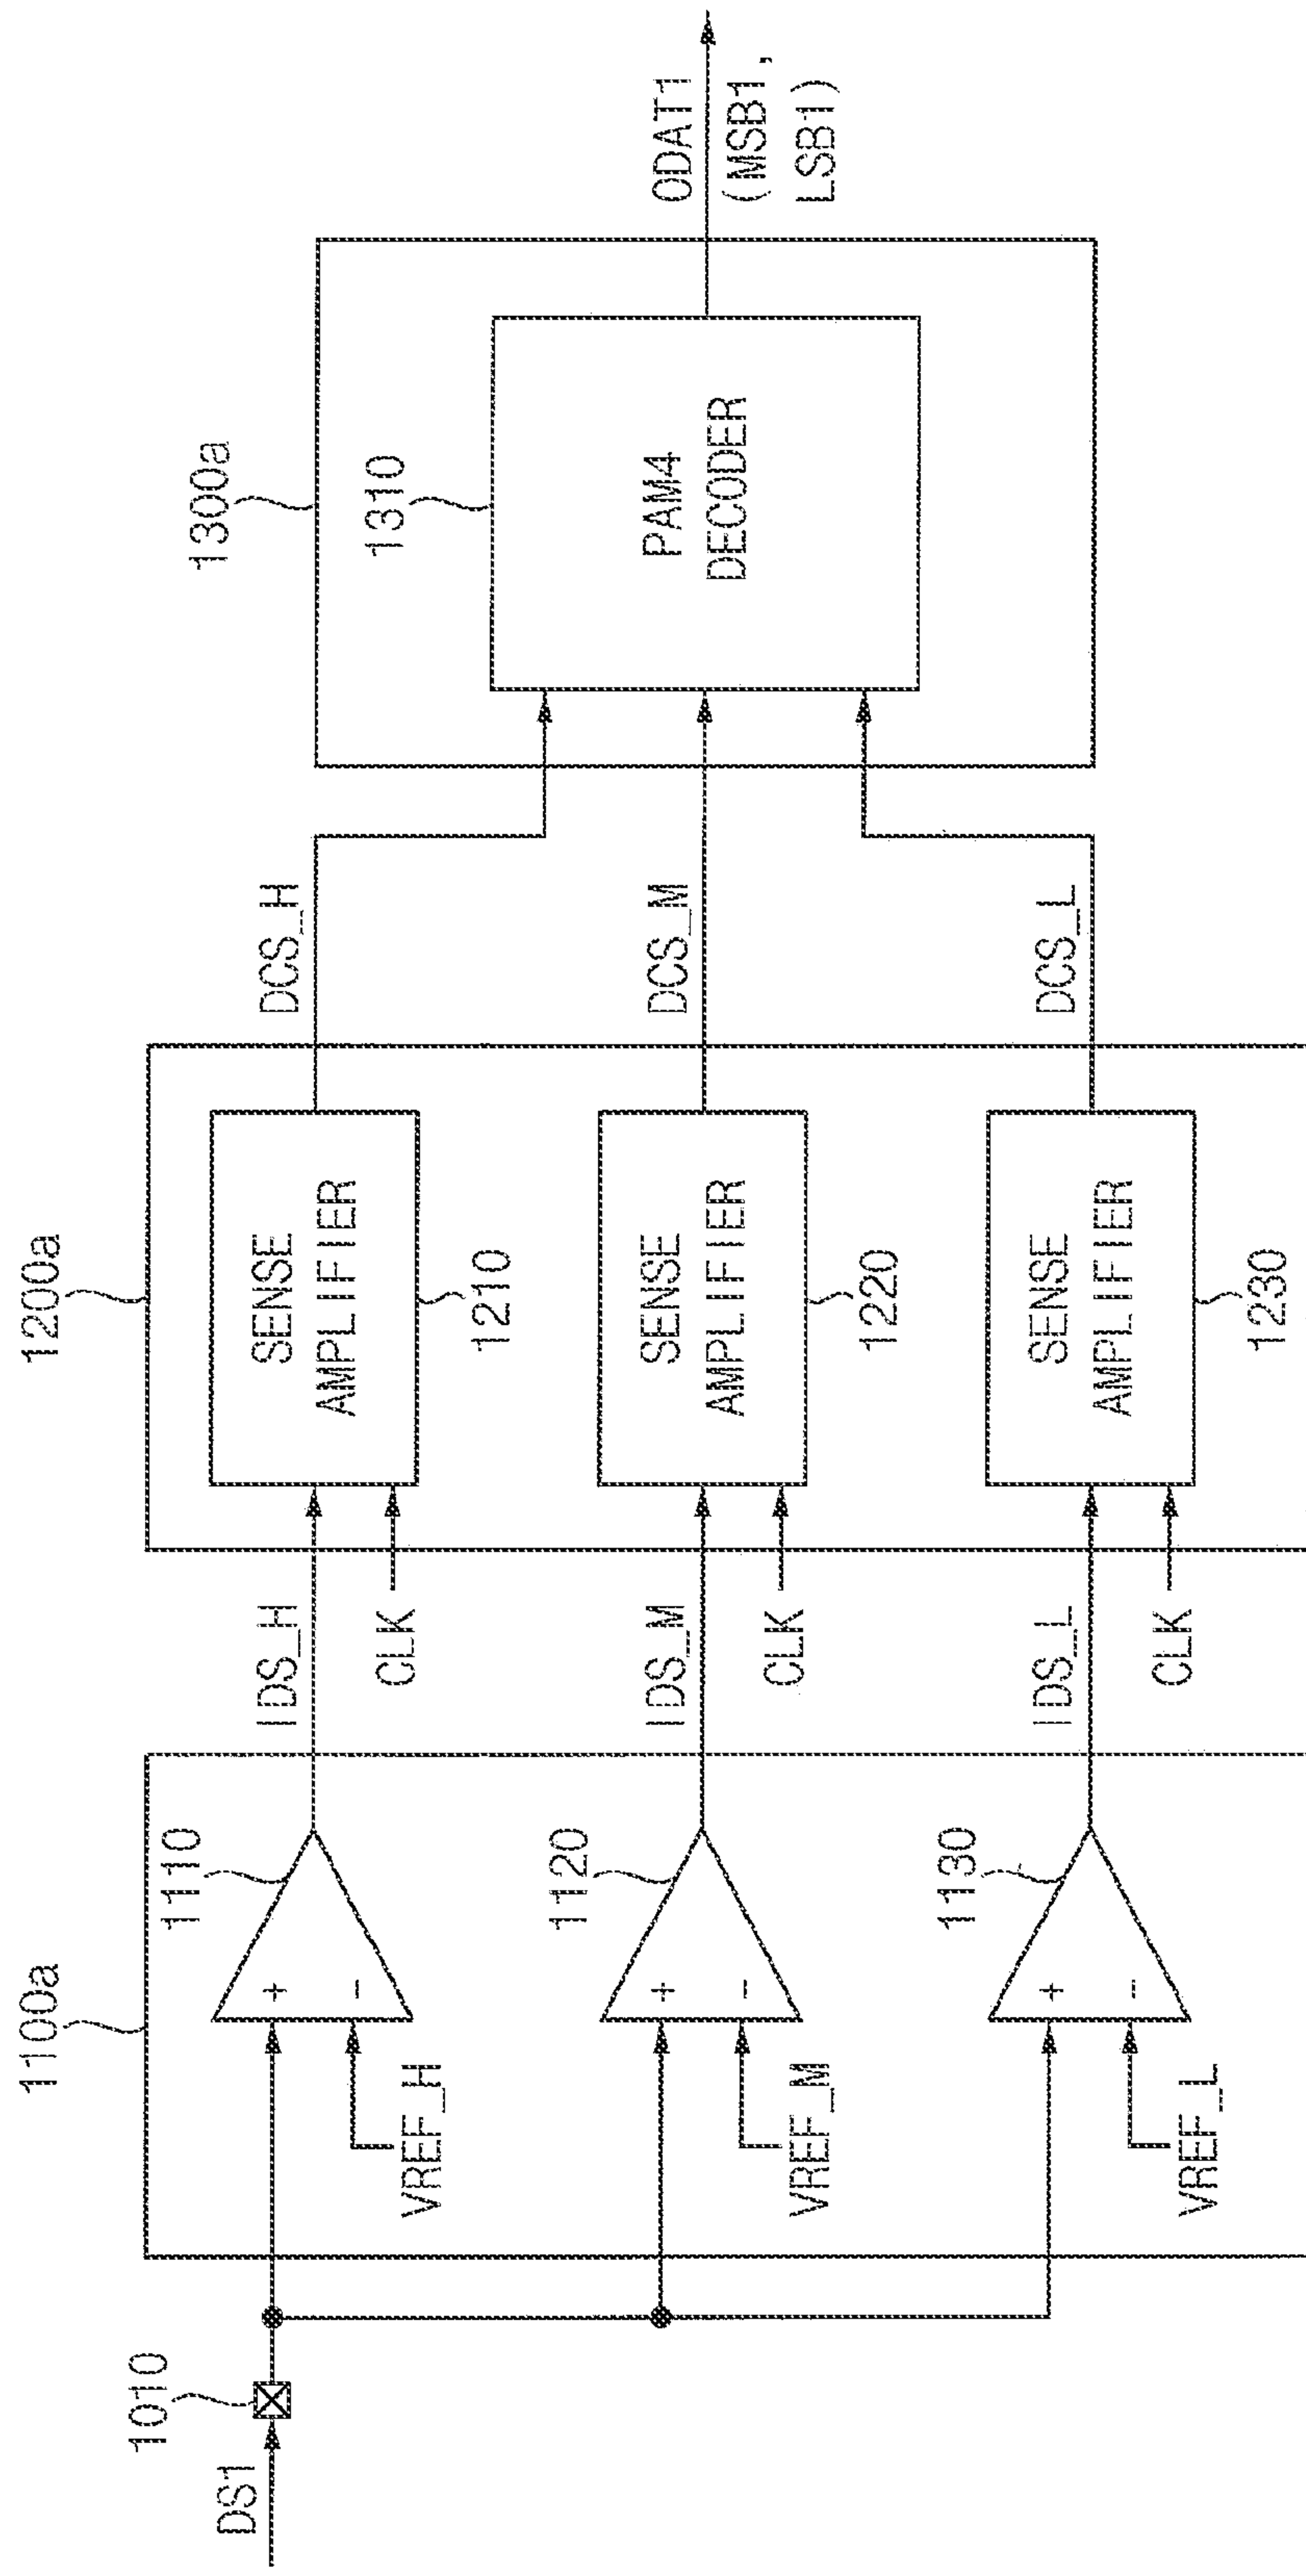 1100a
1200a
1300a
1010
DS1
1110
+
−
VREF_H
IDS_H
CLK
SENSE
AMPLIFIER
1210
DCS_H
1310
PAM4
DECODER
ODAT1
(MSB1,
LSB1)
1120
+
−
VREF_M
IDS_M
CLK
SENSE
AMPLIFIER
1220
DCS_M
1130
+
−
VREF_L
IDS_L
CLK
SENSE
AMPLIFIER
1230
DCS_L